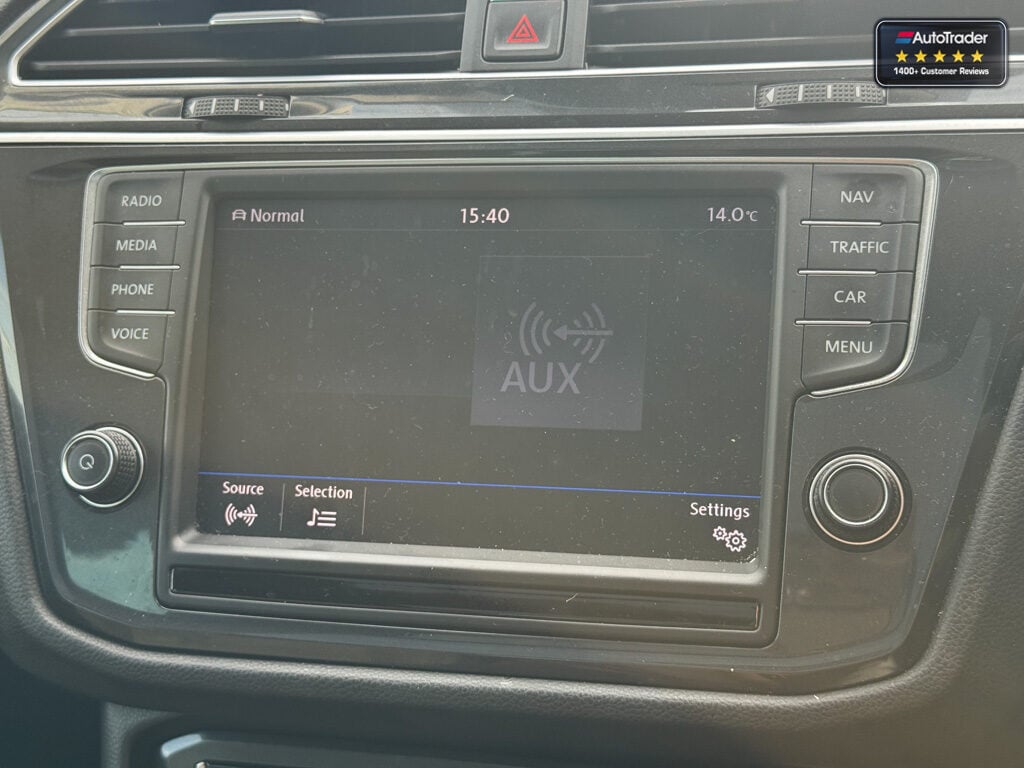 AutoTrader
1400+ Customer Reviews
RADIO
MEDIA
PHONE
VOICE
Normal 15:40 14.0°C
AUX
Source Selection Settings
NAV
TRAFFIC
CAR
MENU